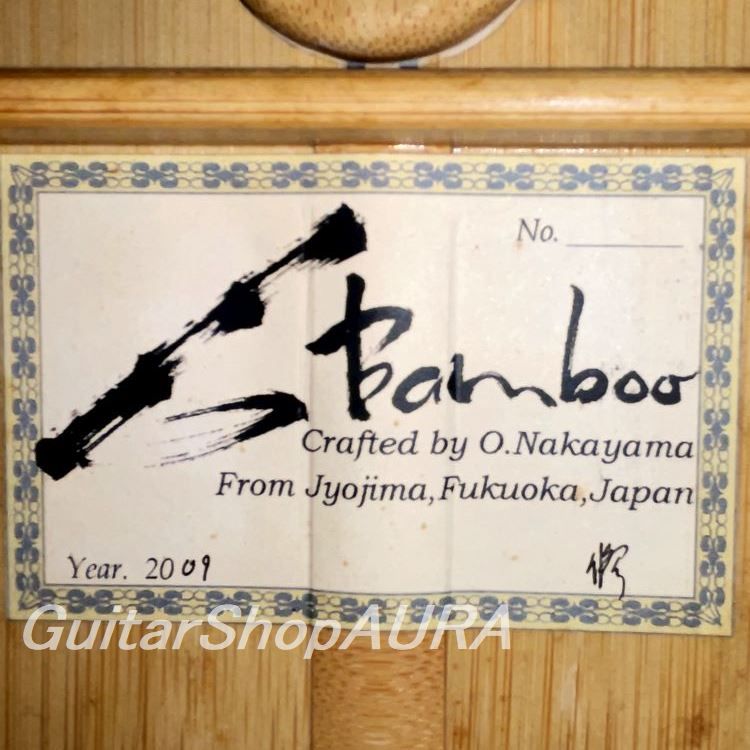 No.
Bamboo
Crafted by O.Nakayama
From Jyojima,Fukuoka,Japan
Year. 2009
GuitarShopAURA